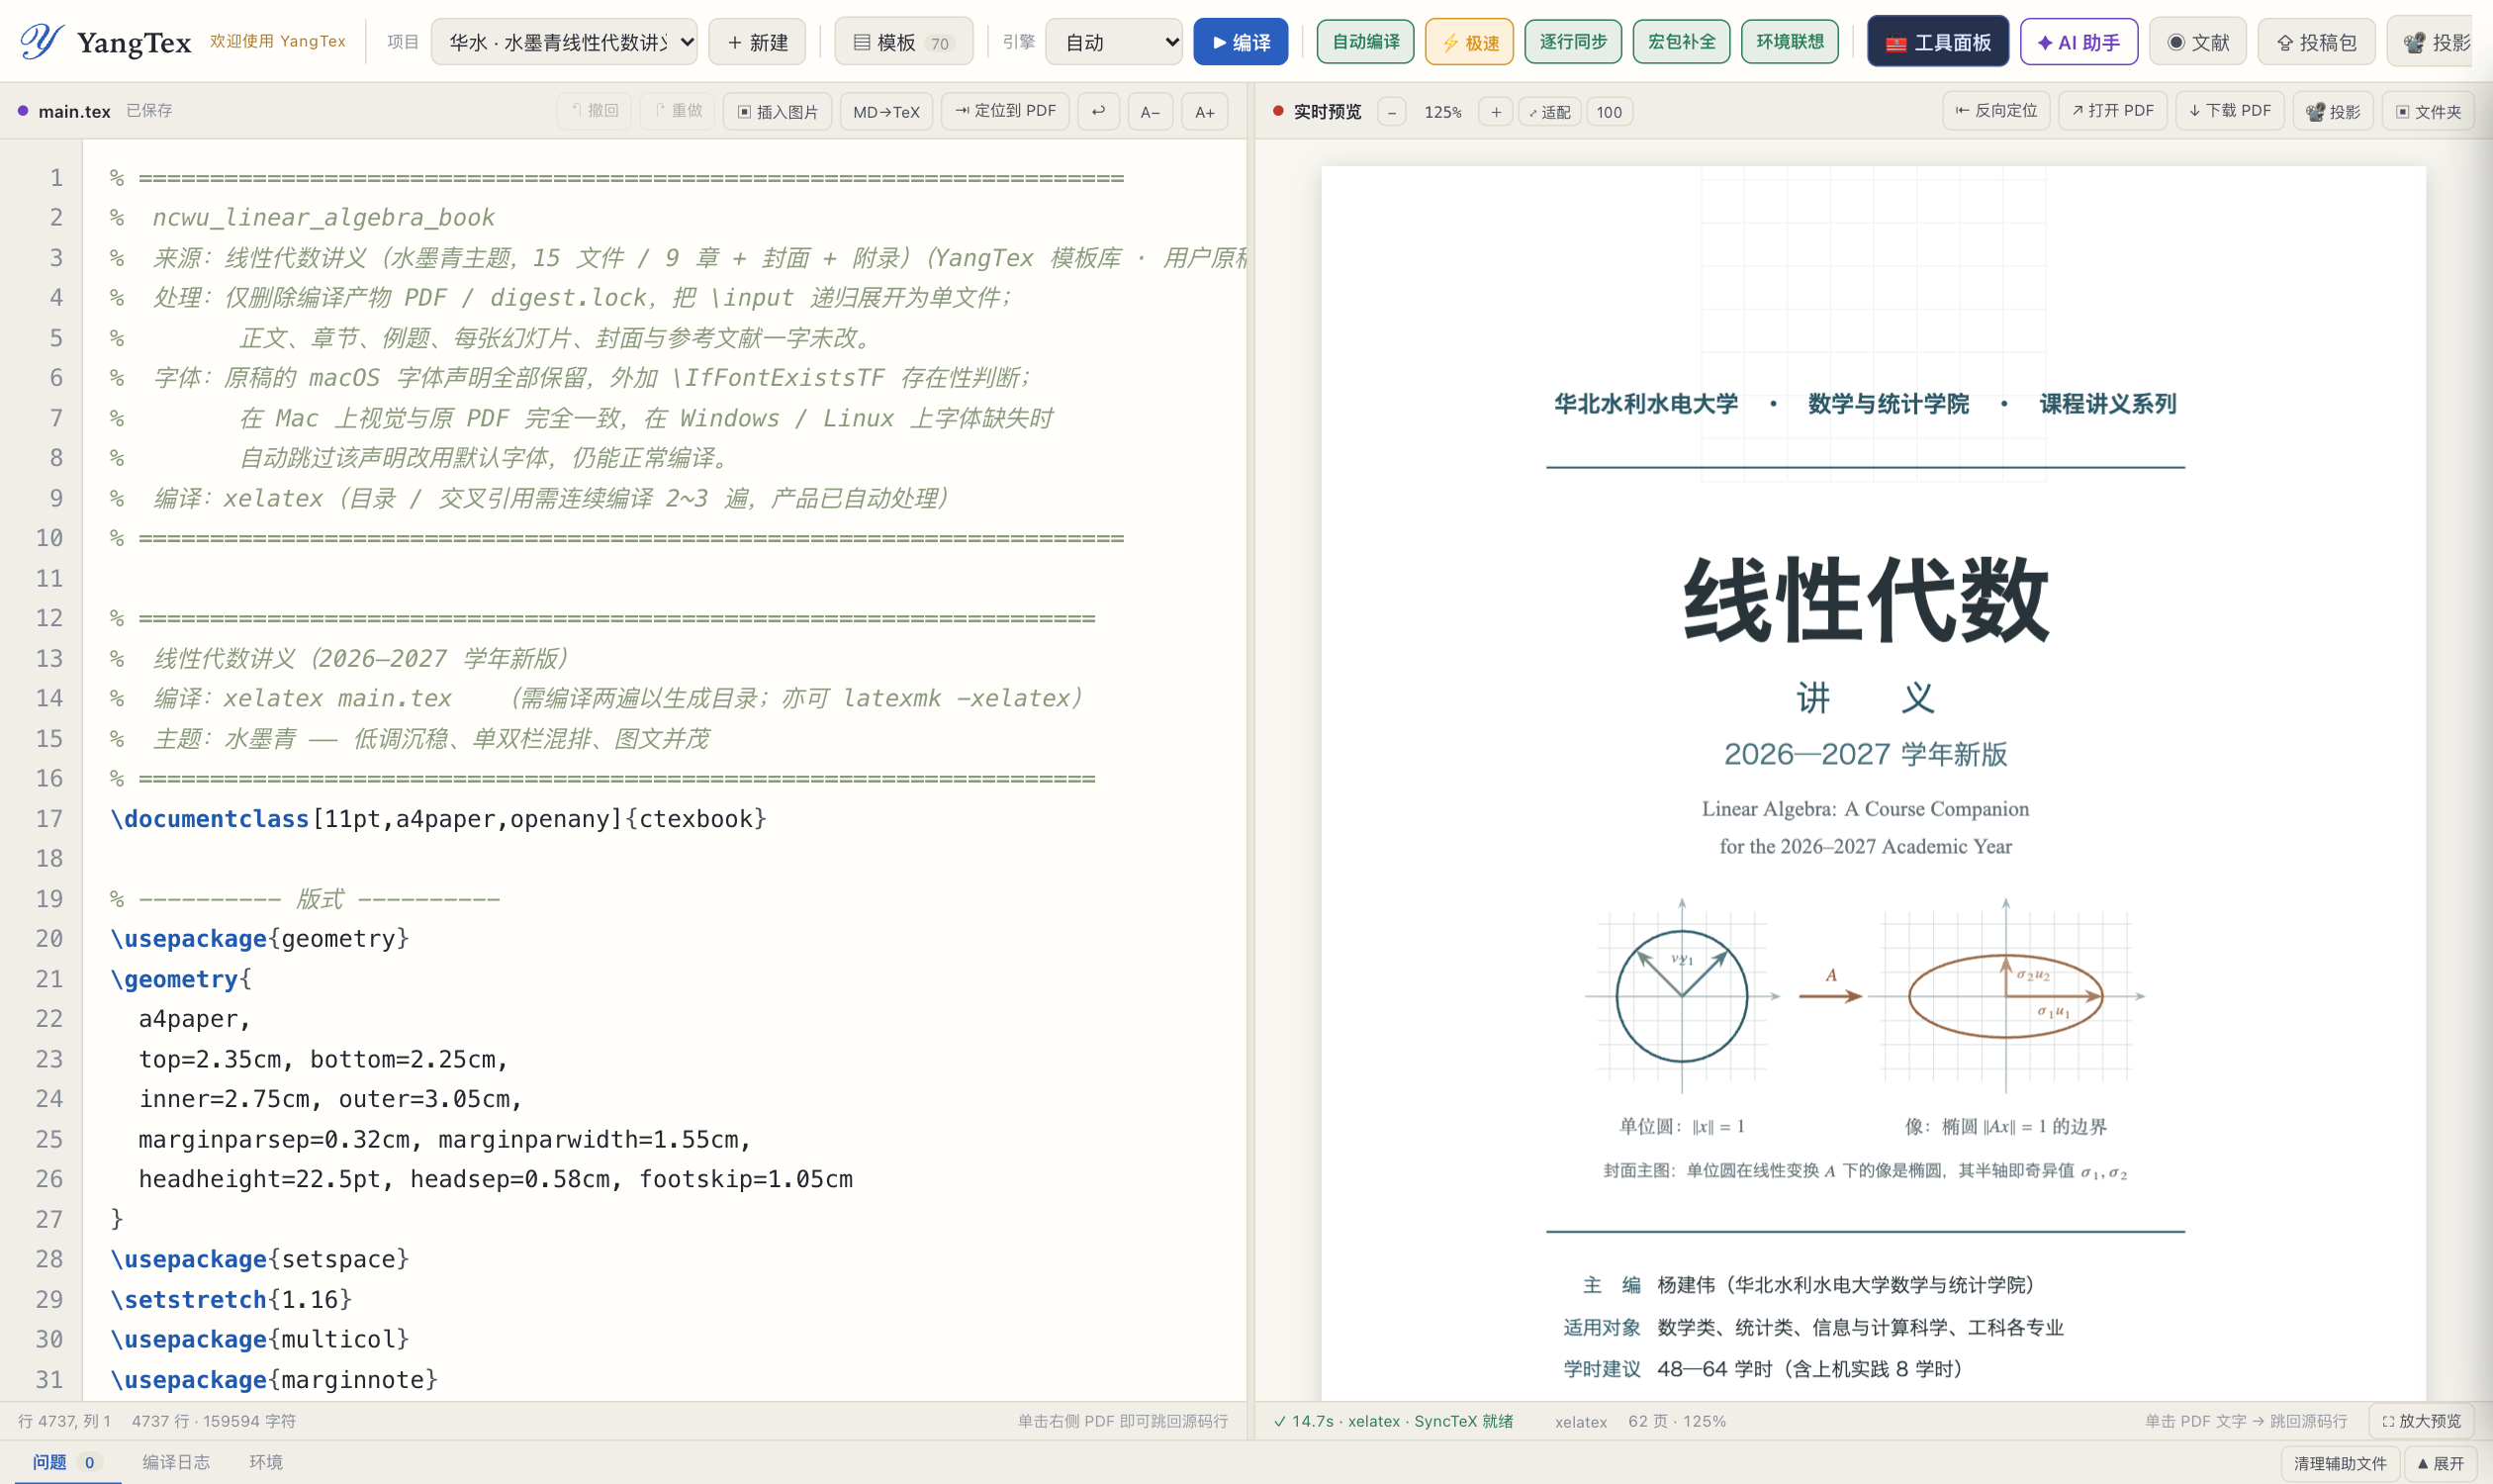 YangTex 欢迎使用 YangTex 项目 华水 · 水墨青线性代数讲义 + 新建 模板 70 引擎 自动 ▶ 编译 自动编译 ⚡极速 逐行同步 宏包补全 环境联想 工具面板 ✦ AI 助手 文献 投稿包 投影
main.tex 已保存 撤回 重做 插入图片 MD→TeX 定位到 PDF ↩ A− A+
1 % =====================================================================
2 % ncwu_linear_algebra_book
3 % 来源：线性代数讲义（水墨青主题，15 文件 / 9 章 + 封面 + 附录）（YangTex 模板库 · 用户原稿
4 % 处理：仅删除编译产物 PDF / digest.lock，把 \input 递归展开为单文件；
5 % 正文、章节、例题、每张幻灯片、封面与参考文献一字未改。
6 % 字体：原稿的 macOS 字体声明全部保留，外加 \IfFontExistsTF 存在性判断；
7 % 在 Mac 上视觉与原 PDF 完全一致，在 Windows / Linux 上字体缺失时
8 % 自动跳过该声明改用默认字体，仍能正常编译。
9 % 编译：xelatex（目录 / 交叉引用需连续编译 2~3 遍，产品已自动处理）
10 % =====================================================================
11
12 % ===================================================================
13 % 线性代数讲义（2026—2027 学年新版）
14 % 编译：xelatex main.tex （需编译两遍以生成目录；亦可 latexmk -xelatex）
15 % 主题：水墨青 —— 低调沉稳、单双栏混排、图文并茂
16 % ===================================================================
17 \documentclass[11pt,a4paper,openany]{ctexbook}
18
19 % ---------- 版式 ----------
20 \usepackage{geometry}
21 \geometry{
22 a4paper,
23 top=2.35cm, bottom=2.25cm,
24 inner=2.75cm, outer=3.05cm,
25 marginparsep=0.32cm, marginparwidth=1.55cm,
26 headheight=22.5pt, headsep=0.58cm, footskip=1.05cm
27 }
28 \usepackage{setspace}
29 \setstretch{1.16}
30 \usepackage{multicol}
31 \usepackage{marginnote}
行 4737, 列 1 4737 行 · 159594 字符 单击右侧 PDF 即可跳回源码行
实时预览 − 125% + 适配 100 反向定位 ↗ 打开 PDF ↓ 下载 PDF 投影 文件夹
华北水利水电大学 • 数学与统计学院 • 课程讲义系列
线性代数
讲 义
2026—2027 学年新版
Linear Algebra: A Course Companion
for the 2026–2027 Academic Year
v₂ v₁ A σ₂u₂
σ₁u₁
单位圆：‖x‖ = 1 像：椭圆 ‖Ax‖ = 1 的边界
封面主图：单位圆在线性变换 A 下的像是椭圆，其半轴即奇异值 σ₁, σ₂
主 编 杨建伟（华北水利水电大学数学与统计学院）
适用对象 数学类、统计类、信息与计算科学、工科各专业
学时建议 48—64 学时（含上机实践 8 学时）
✓ 14.7s · xelatex · SyncTeX 就绪 xelatex 62 页 · 125% 单击 PDF 文字 → 跳回源码行 放大预览
问题 0 编译日志 环境 清理辅助文件 ▲ 展开